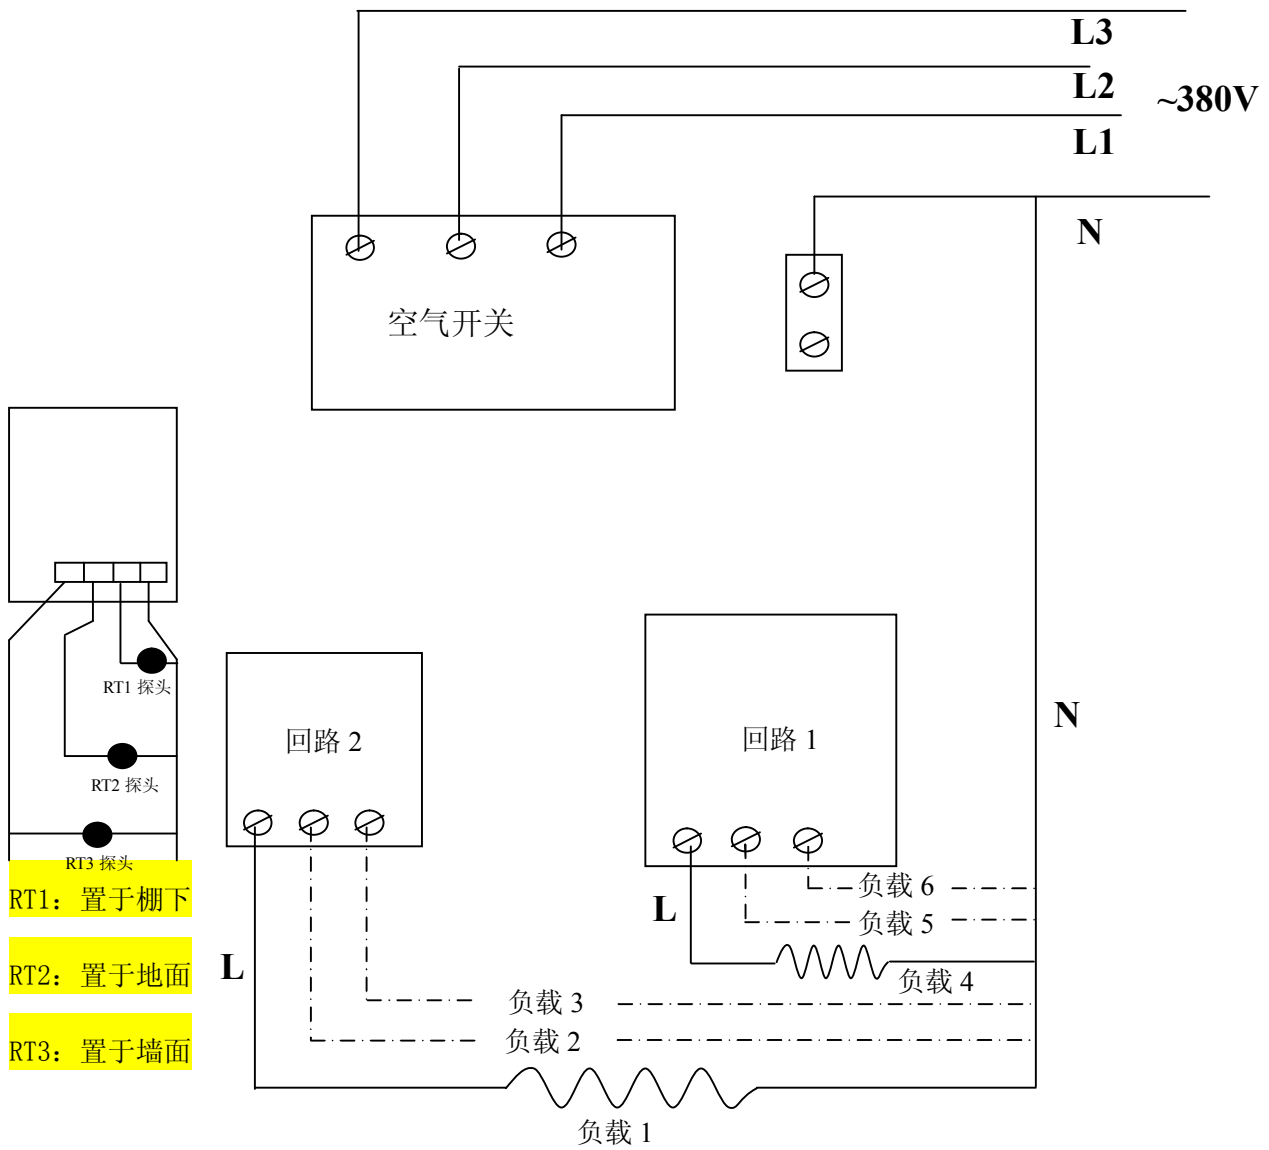 L3
L2
~380V
L1
N
空气开关
RT1 探头
RT2 探头
RT3 探头
RT1: 置于棚下
RT2: 置于地面
RT3: 置于墙面
回路 2
回路 1
N
L
负载 6
负载 5
负载 4
L
负载 3
负载 2
负载 1